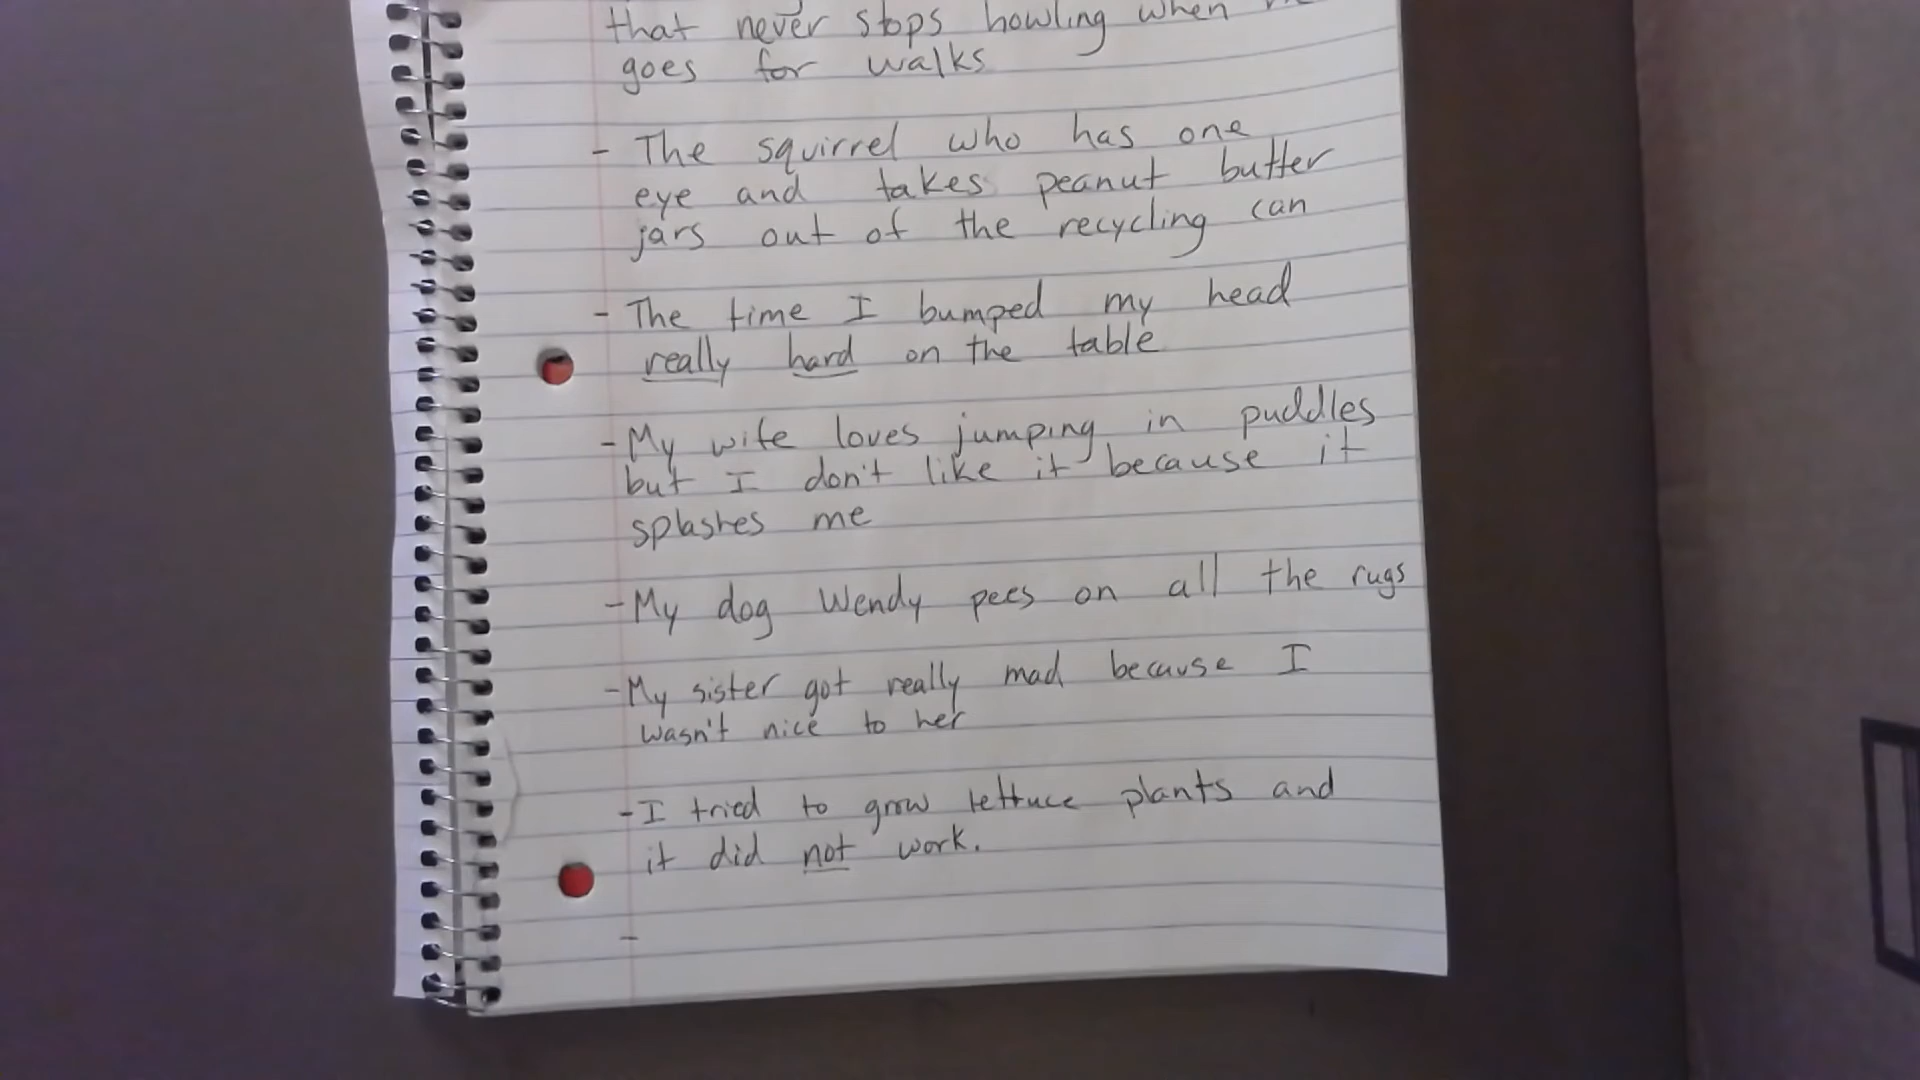 that never stops howling when
goes for walks
- The squirrel who has one
eye and takes peanut butter
jars out of the recycling can
- The time I bumped my head
really hard on the table
- My wife loves jumping in puddles
but I don't like it because it
splashes me
- My dog Wendy pees on all the rugs
- My sister got really mad because I
wasn't nice to her
- I tried to grow lettuce plants and
it did not work.
-